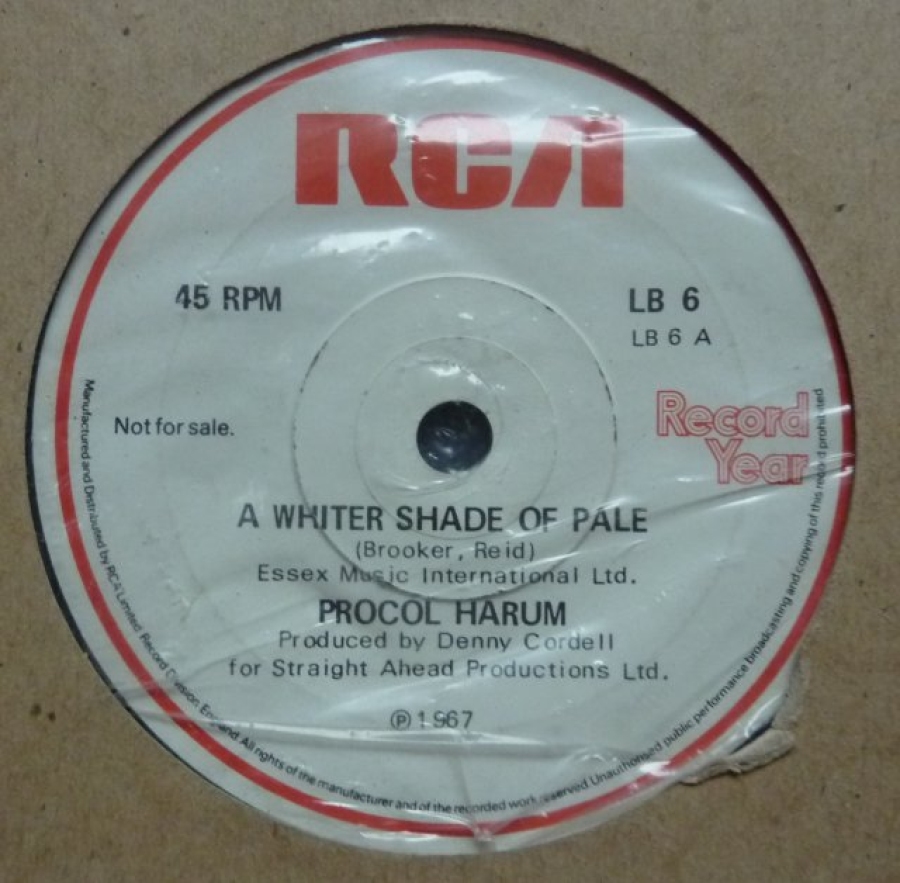 RCA
45 RPM
LB 6
LB 6 A
Not for sale.
Record
Year
A WHITER SHADE OF PALE
(Brooker, Reid)
Essex Music International Ltd.
PROCOL HARUM
Produced by Denny Cordell
for Straight Ahead Productions Ltd.
℗ 1967
Manufactured and Distributed by RCA Limited Record Division England. All rights of the manufacturer and of the recorded work reserved Unauthorised public performance broadcasting and copying of this record prohibited